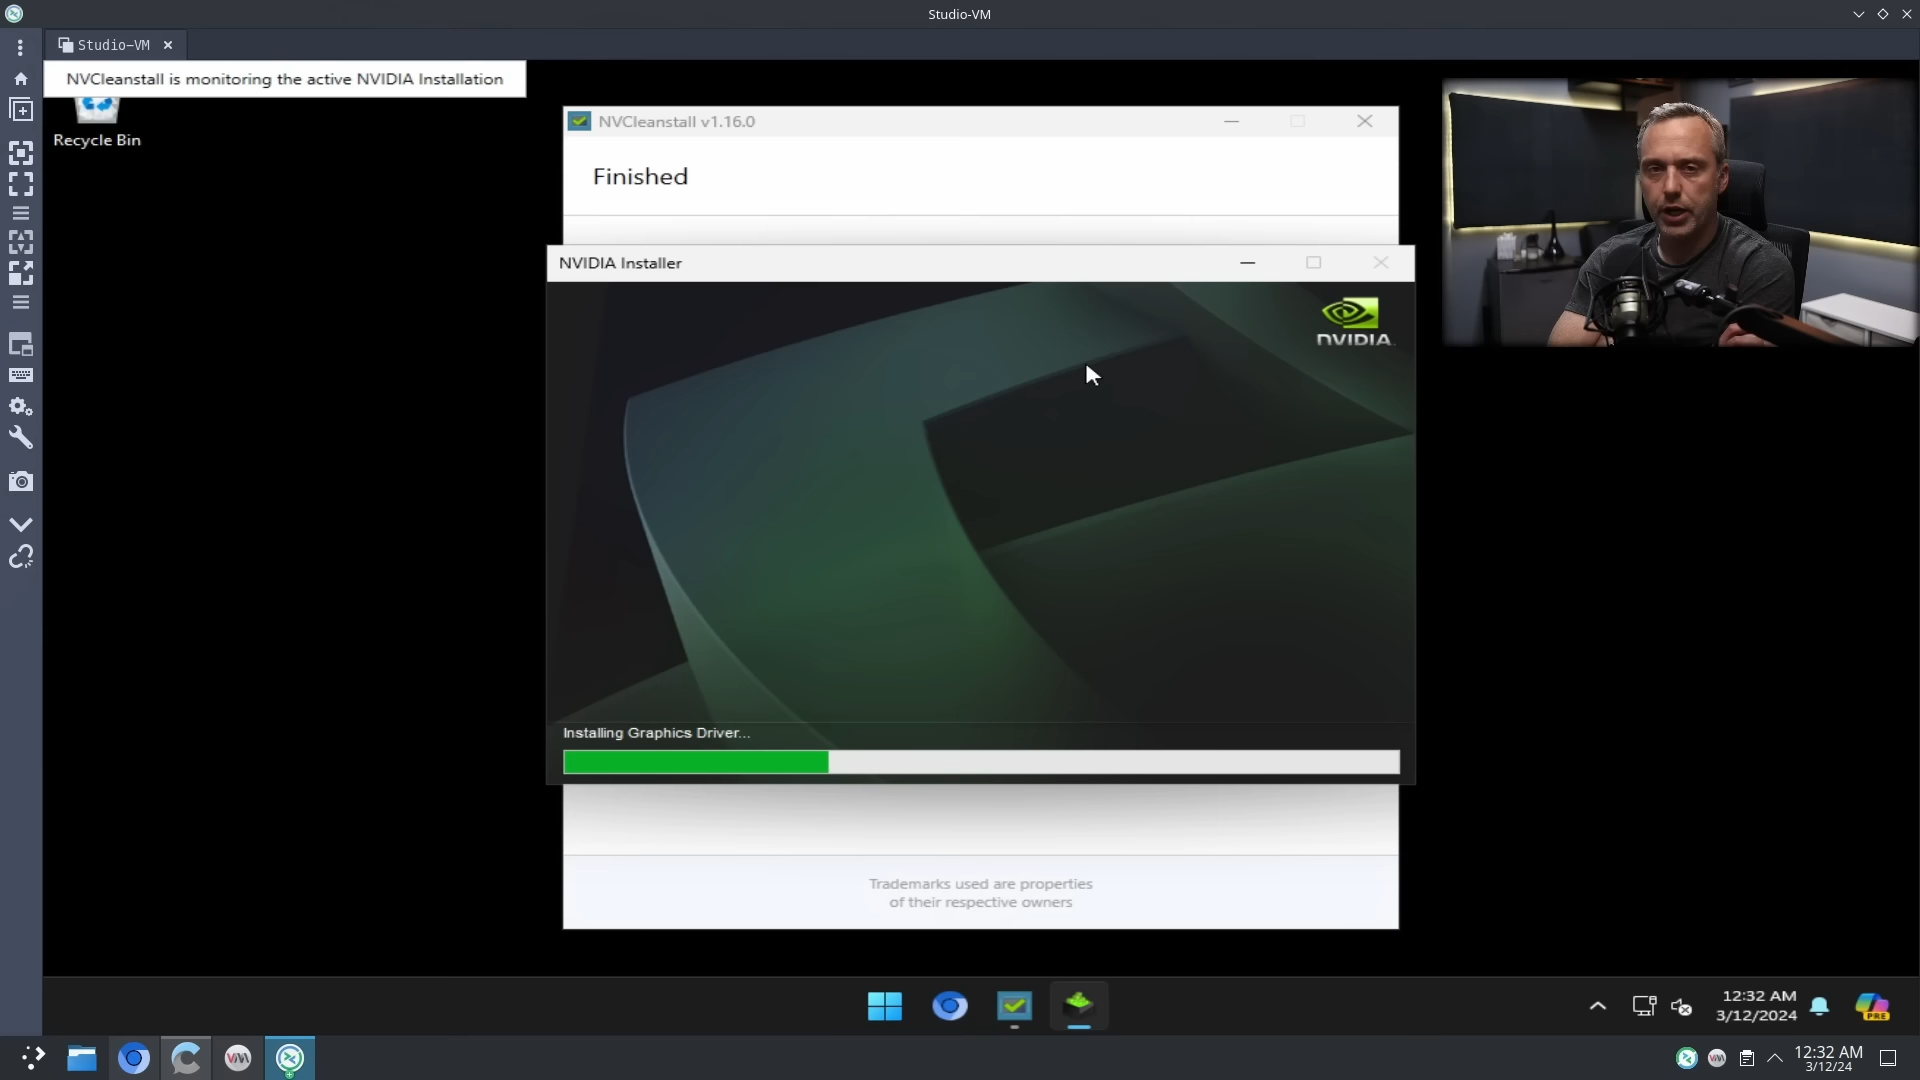 Studio-VM
Studio-VM
NVCleanstall is monitoring the active NVIDIA Installation
Recycle Bin
NVCleanstall v1.16.0
Finished
NVIDIA Installer
NVIDIA
Installing Graphics Driver...
Trademarks used are properties
of their respective owners
12:32 AM
3/12/2024
PRE
12:32 AM
3/12/24